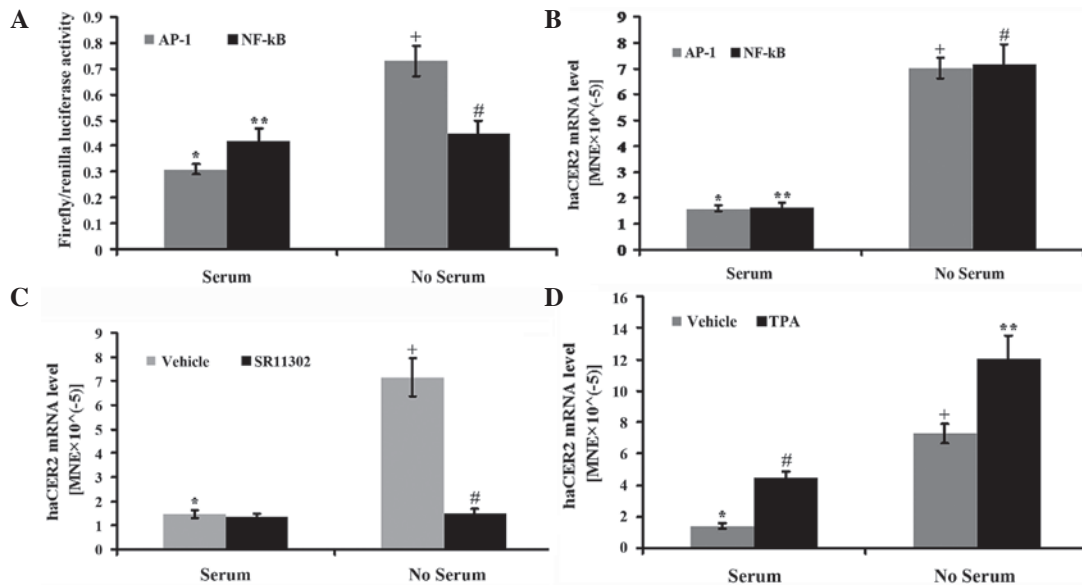 A
Firefly/renilla luciferase activity
0.9
0.8
0.7
0.6
0.5
0.4
0.3
0.2
0.1
0
AP-1 NF-kB
* ** + #
Serum No Serum
B
haCER2 mRNA level
[MNE×10^(-5)]
9
8
7
6
5
4
3
2
1
0
AP-1 NF-kB
* ** + #
Serum No Serum
C
haCER2 mRNA level
[MNE×10^(-5)]
9
8
7
6
5
4
3
2
1
0
Vehicle SR11302
* + #
Serum No Serum
D
haCER2 mRNA level
[MNE×10^(-5)]
16
14
12
10
8
6
4
2
0
Vehicle TPA
* # + **
Serum No Serum